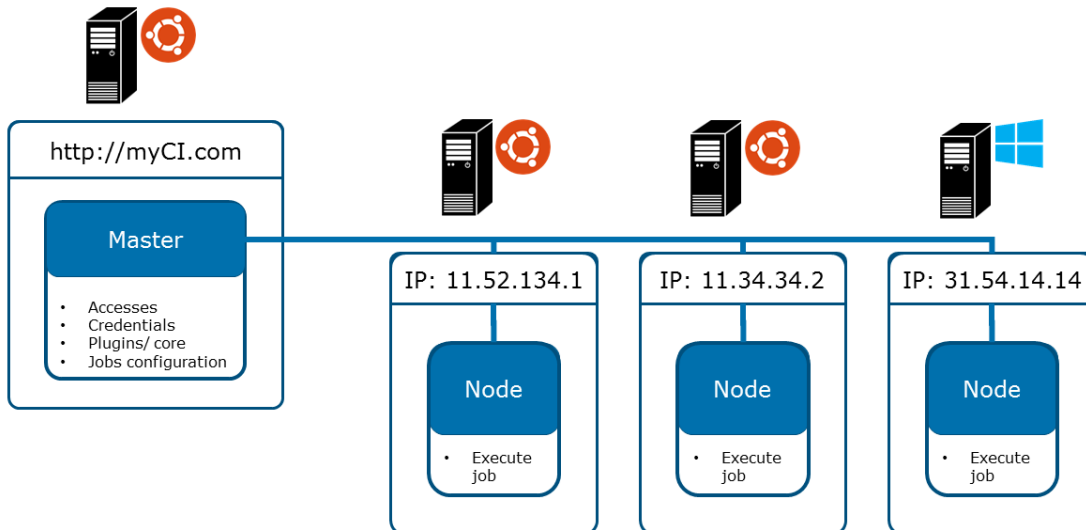 http://myCI.com
Master
• Accesses
• Credentials
• Plugins/ core
• Jobs configuration
IP: 11.52.134.1
Node
• Execute
job
IP: 11.34.34.2
Node
• Execute
job
IP: 31.54.14.14
Node
• Execute
job